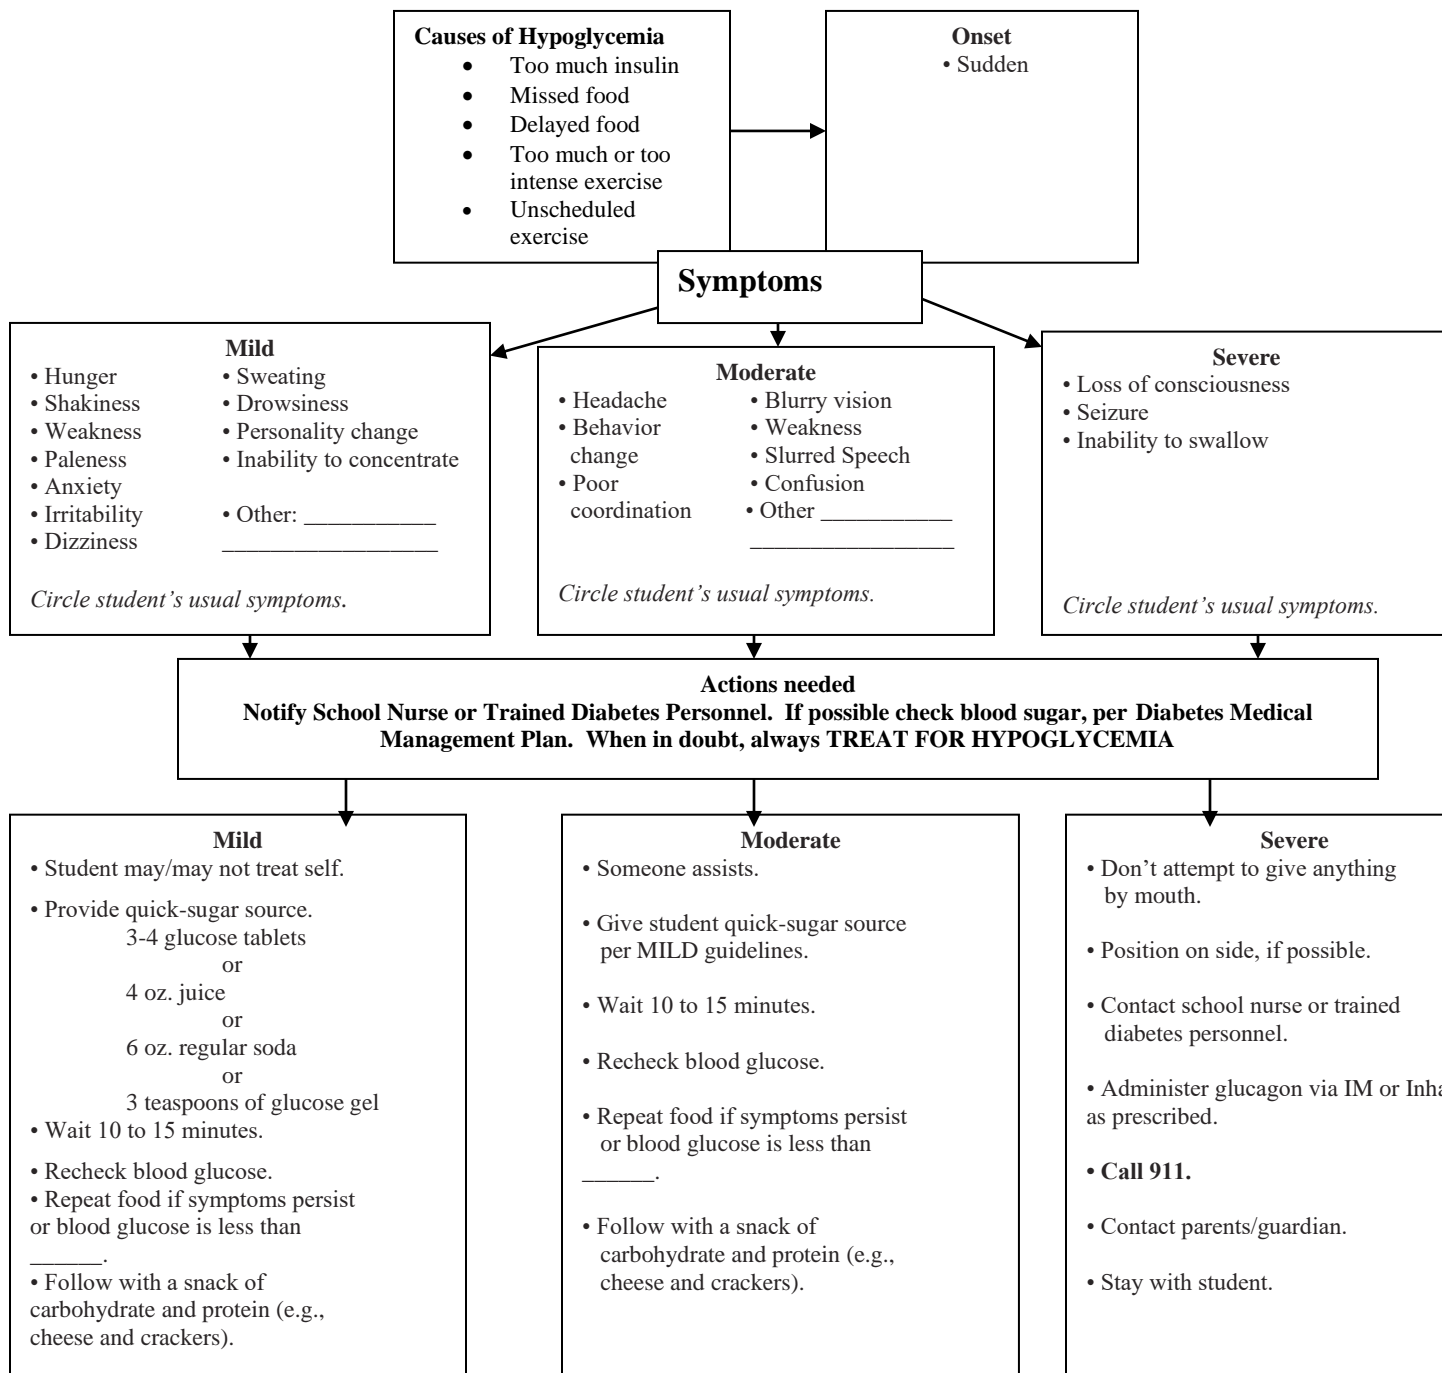 Causes of Hypoglycemia
• Too much insulin
• Missed food
• Delayed food
• Too much or too
intense exercise
• Unscheduled
exercise
Onset
• Sudden
Symptoms
Mild
• Hunger
• Shakiness
• Weakness
• Paleness
• Anxiety
• Irritability
• Dizziness
• Sweating
• Drowsiness
• Personality change
• Inability to concentrate
• Other: ___________
__________________
Circle student’s usual symptoms.
Moderate
• Headache
• Behavior
change
• Poor
coordination
• Blurry vision
• Weakness
• Slurred Speech
• Confusion
• Other ___________
_________________
Circle student’s usual symptoms.
Severe
• Loss of consciousness
• Seizure
• Inability to swallow
Circle student’s usual symptoms.
Actions needed
Notify School Nurse or Trained Diabetes Personnel. If possible check blood sugar, per Diabetes Medical
Management Plan. When in doubt, always TREAT FOR HYPOGLYCEMIA
Mild
• Student may/may not treat self.
• Provide quick-sugar source.
3-4 glucose tablets
or
4 oz. juice
or
6 oz. regular soda
or
3 teaspoons of glucose gel
• Wait 10 to 15 minutes.
• Recheck blood glucose.
• Repeat food if symptoms persist
or blood glucose is less than
______.
• Follow with a snack of
carbohydrate and protein (e.g.,
cheese and crackers).
Moderate
• Someone assists.
• Give student quick-sugar source
per MILD guidelines.
• Wait 10 to 15 minutes.
• Recheck blood glucose.
• Repeat food if symptoms persist
or blood glucose is less than
______.
• Follow with a snack of
carbohydrate and protein (e.g.,
cheese and crackers).
Severe
• Don’t attempt to give anything
by mouth.
• Position on side, if possible.
• Contact school nurse or trained
diabetes personnel.
• Administer glucagon via IM or
as prescribed.
• Call 911.
• Contact parents/guardian.
• Stay with student.